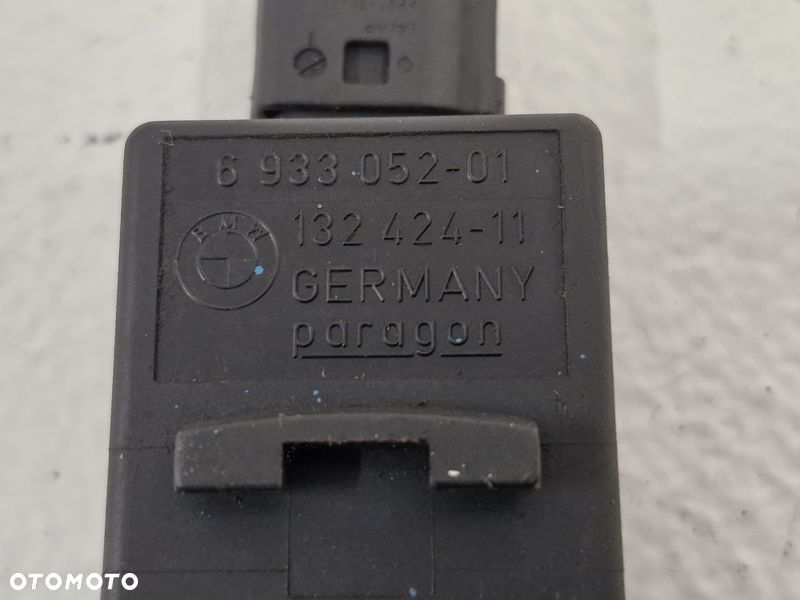 6 933 052-01
BMW
132 424-11
GERMANY
paragon
OTOMOTO